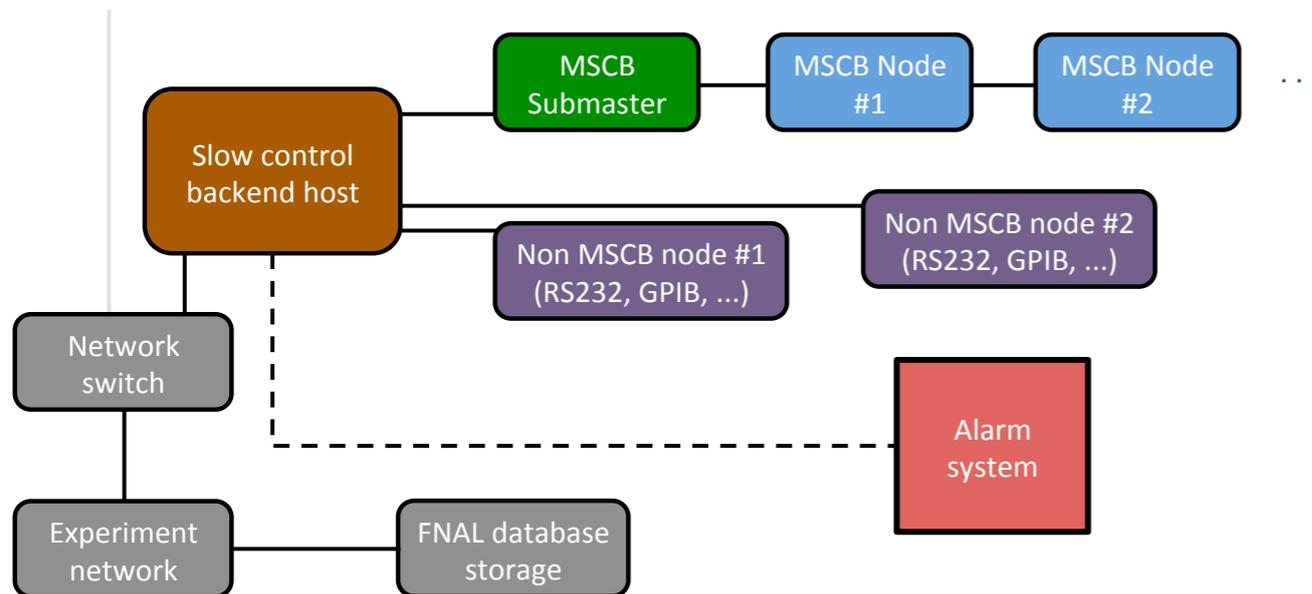 MSCB
Submaster
MSCB Node
#1
MSCB Node
#2
. .
Slow control
backend host
Non MSCB node #2
(RS232, GPIB, ...)
Non MSCB node #1
(RS232, GPIB, ...)
Network
switch
Alarm
system
Experiment
network
FNAL database
storage